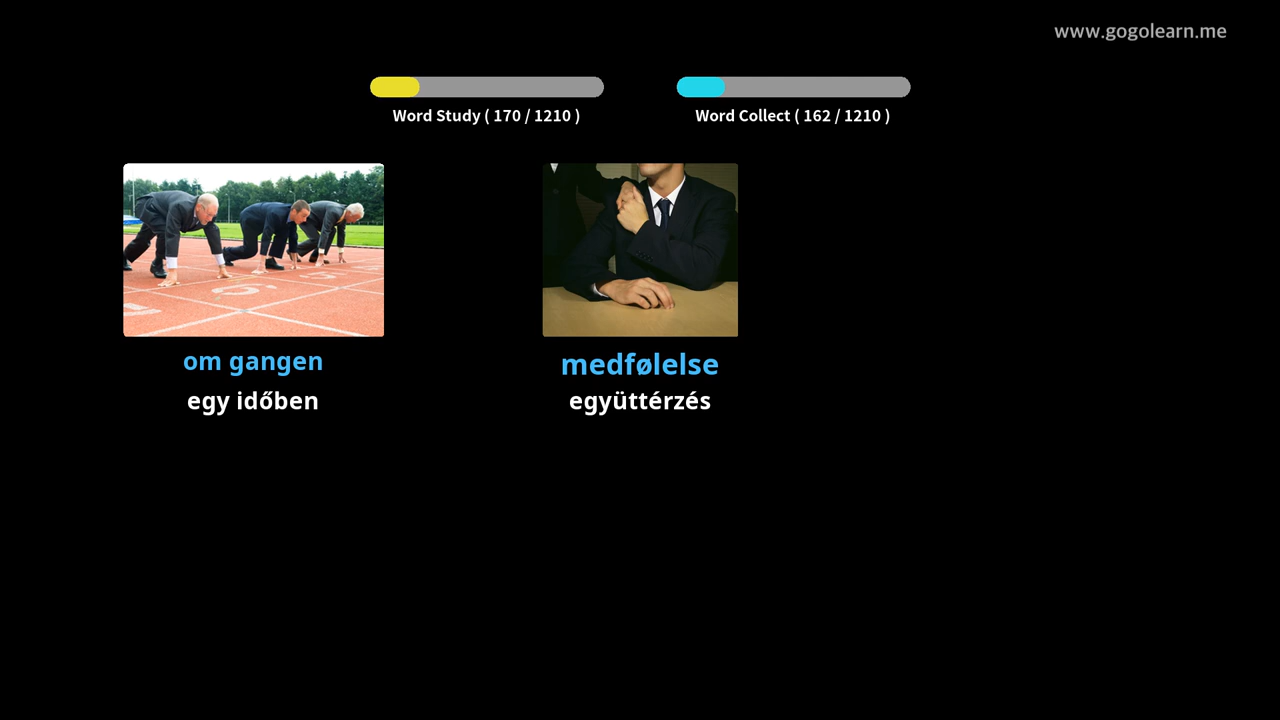 www.gogolearn.me
Word Study ( 170 / 1210 )
Word Collect ( 162 / 1210 )
om gangen
egy időben
medfølelse
együttérzés